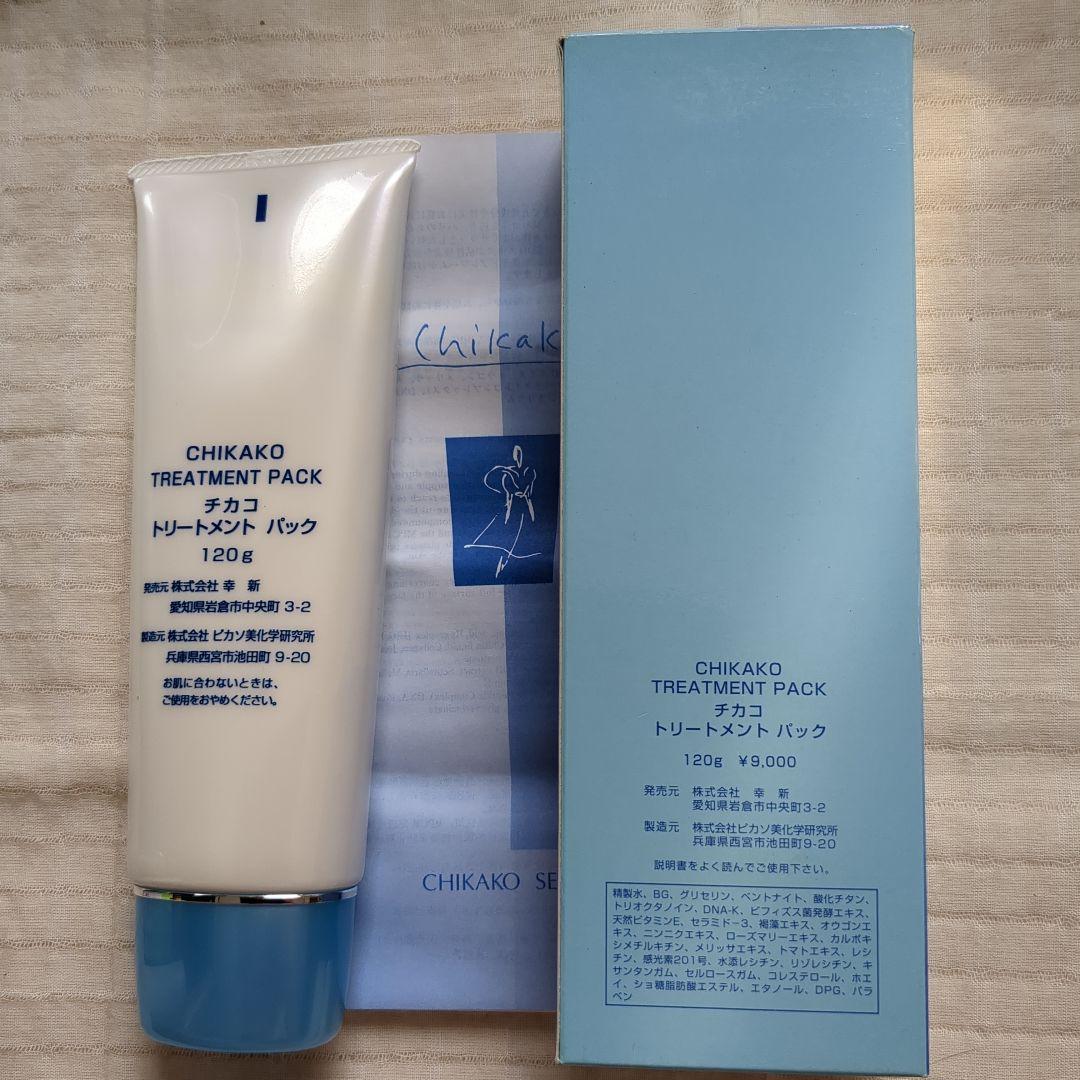 CHIKAKO
TREATMENT PACK
チカコ
トリートメント パック
120g
発売元 株式会社 幸 新
愛知県岩倉市中央町 3-2
製造元 株式会社 ピカソ美化学研究所
兵庫県西宮市池田町 9-20
お肌に合わないときは、
ご使用をおやめください。
Chikak
CHIKAKO SE
CHIKAKO
TREATMENT PACK
チカコ
トリートメント パック
120g ¥9,000
発売元 株式会社 幸 新
愛知県岩倉市中央町3-2
製造元 株式会社ピカソ美化学研究所
兵庫県西宮市池田町9-20
説明書をよく読んでご使用下さい。
精製水、BG、グリセリン、ベントナイト、酸化チタン、
トリオクタノイン、DNA-K、ビフィズス菌発酵エキス、
天然ビタミンE、セラミド-3、褐藻エキス、オウゴンエ
キス、ニンニクエキス、ローズマリーエキス、カルボキ
シメチルキチン、メリッサエキス、トマトエキス、レシ
チン、感光素201号、水添レシチン、リゾレシチン、キ
サンタンガム、セルロースガム、コレステロール、ホエ
イ、ショ糖脂肪酸エステル、エタノール、DPG、パラ
ベン